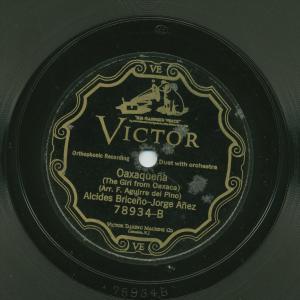 VE
"HIS MASTER'S VOICE"
VICTOR
Orthophonic Recording
Duet with orchestra
Oaxaqueña
(The Girl from Oaxaca)
(Arr. F. Aguirre del Pino)
Alcides Briceño-Jorge Añez
78934-B
VICTOR TALKING MACHINE CO
Camden, N.J.
VE
78934B